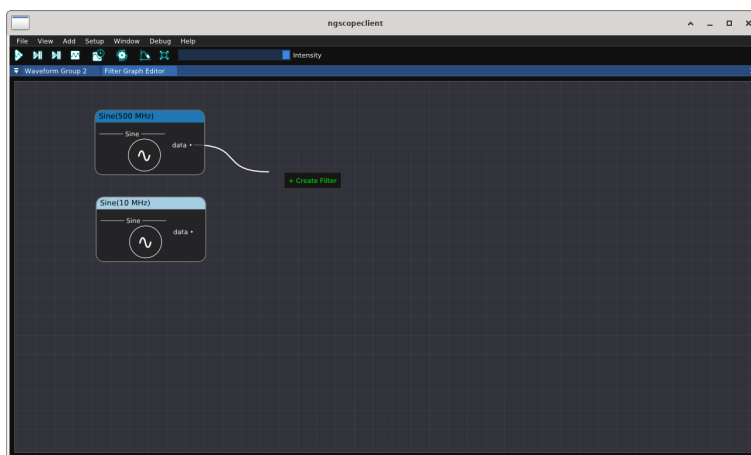 ngscopeclient
File View Add Setup Window Debug Help
Intensity
Waveform Group 2 Filter Graph Editor
Sine(500 MHz)
Sine
data
+ Create Filter
Sine(10 MHz)
Sine
data